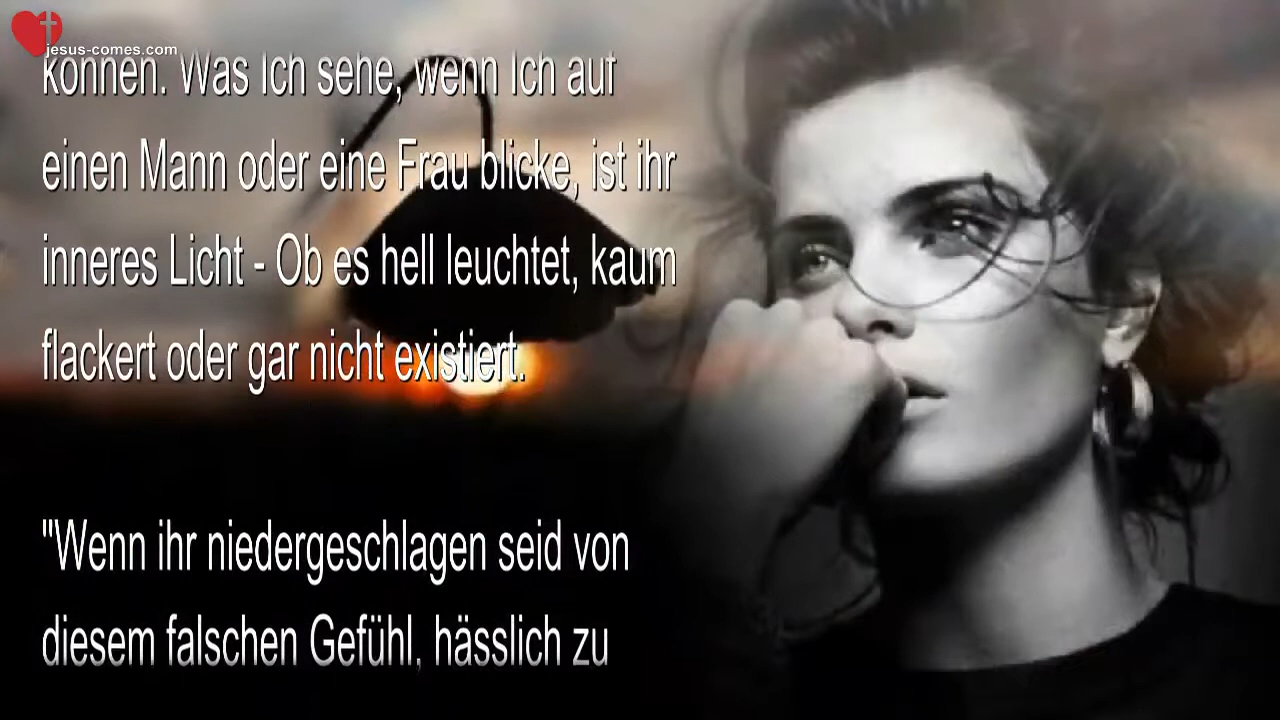 jesus-comes.com
können. Was Ich sehe, wenn Ich auf
einen Mann oder eine Frau blicke, ist ihr
inneres Licht - Ob es hell leuchtet, kaum
flackert oder gar nicht existiert.
"Wenn ihr niedergeschlagen seid von
diesem falschen Gefühl, hässlich zu